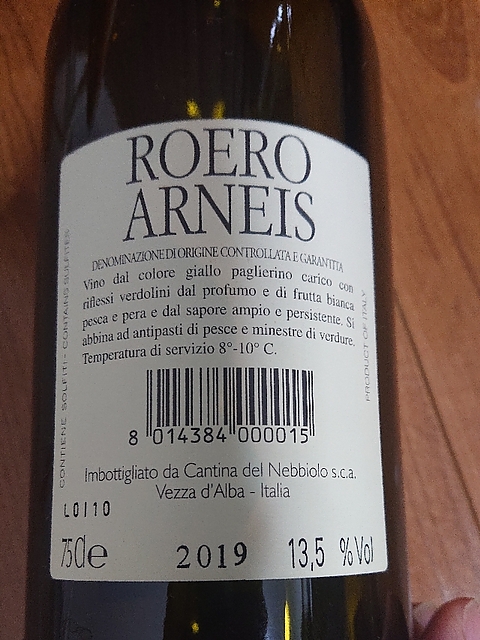 ROERO
ARNEIS
DENOMINAZIONE DI ORIGINE CONTROLLATA E GARANTITA
Vino dal colore giallo paglierino carico con
riflessi verdolini dal profumo e di frutta bianca
pesca e pera e dal sapore ampio e persistente. Si
abbina ad antipasti di pesce e minestre di verdure.
Temperatura di servizio 8°-10° C.
CONTIENE SOLFITI - CONTAINS SULFITES
PRODUCT OF ITALY
8 014384 000015
Imbottigliato da Cantina del Nebbiolo s.c.a.
Vezza d'Alba - Italia
L0110
75cl e 2019 13,5 %Vol